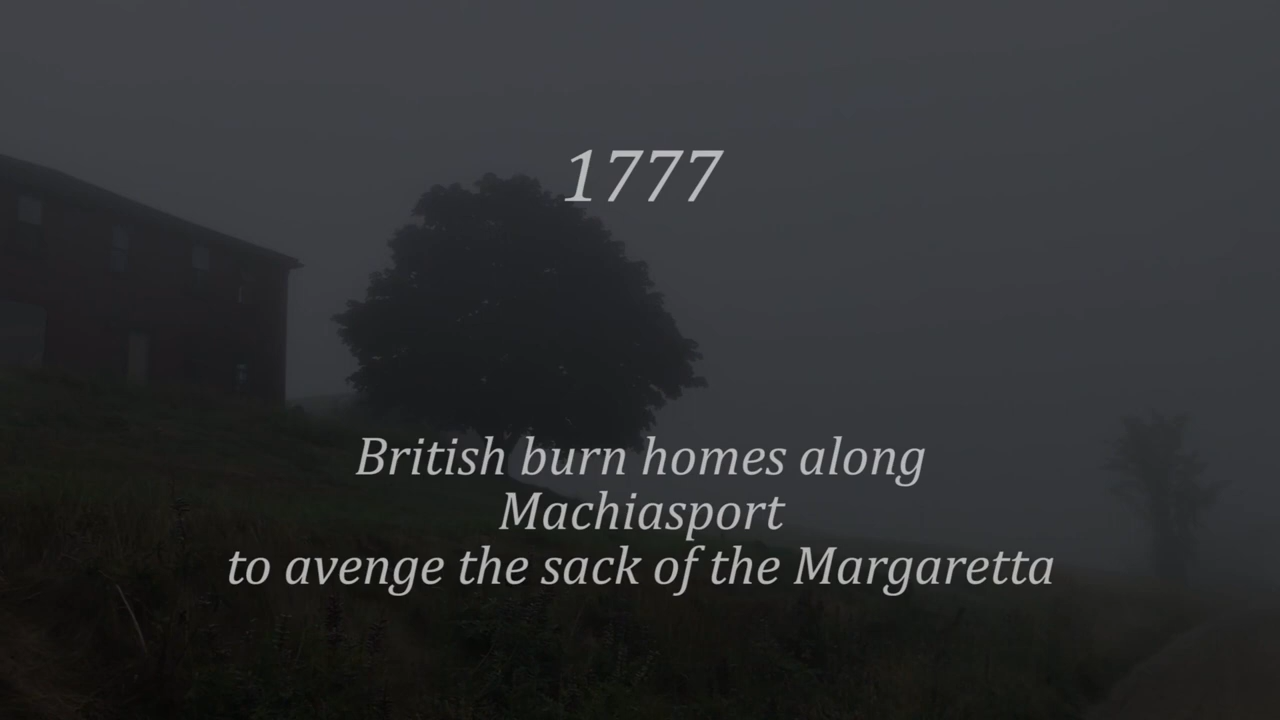 1777
British burn homes along
Machiasport
to avenge the sack of the Margaretta